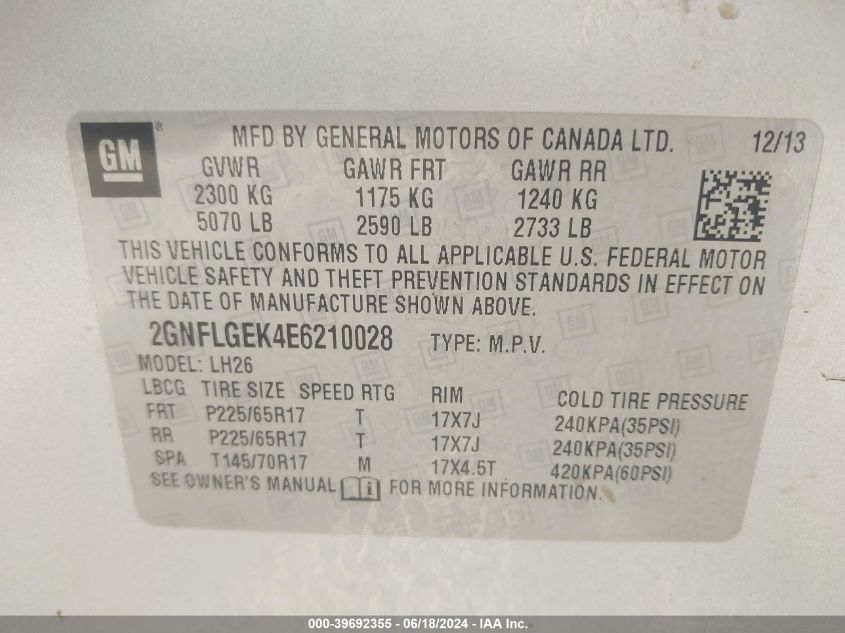 GM ® MFD BY GENERAL MOTORS OF CANADA LTD. 12/13
GVWR GAWR FRT GAWR RR
2300 KG 1175 KG 1240 KG
5070 LB 2590 LB 2733 LB
THIS VEHICLE CONFORMS TO ALL APPLICABLE U.S. FEDERAL MOTOR
VEHICLE SAFETY AND THEFT PREVENTION STANDARDS IN EFFECT ON
THE DATE OF MANUFACTURE SHOWN ABOVE.
2GNFLGEK4E6210028 TYPE: M.P.V.
MODEL: LH26
LBCG TIRE SIZE SPEED RTG RIM COLD TIRE PRESSURE
FRT P225/65R17 T 17X7J 240KPA(35PSI)
RR P225/65R17 T 17X7J 240KPA(35PSI)
SPA T145/70R17 M 17X4.5T 420KPA(60PSI)
SEE OWNER'S MANUAL i FOR MORE INFORMATION.
000-39692355 - 06/18/2024 - IAA Inc.